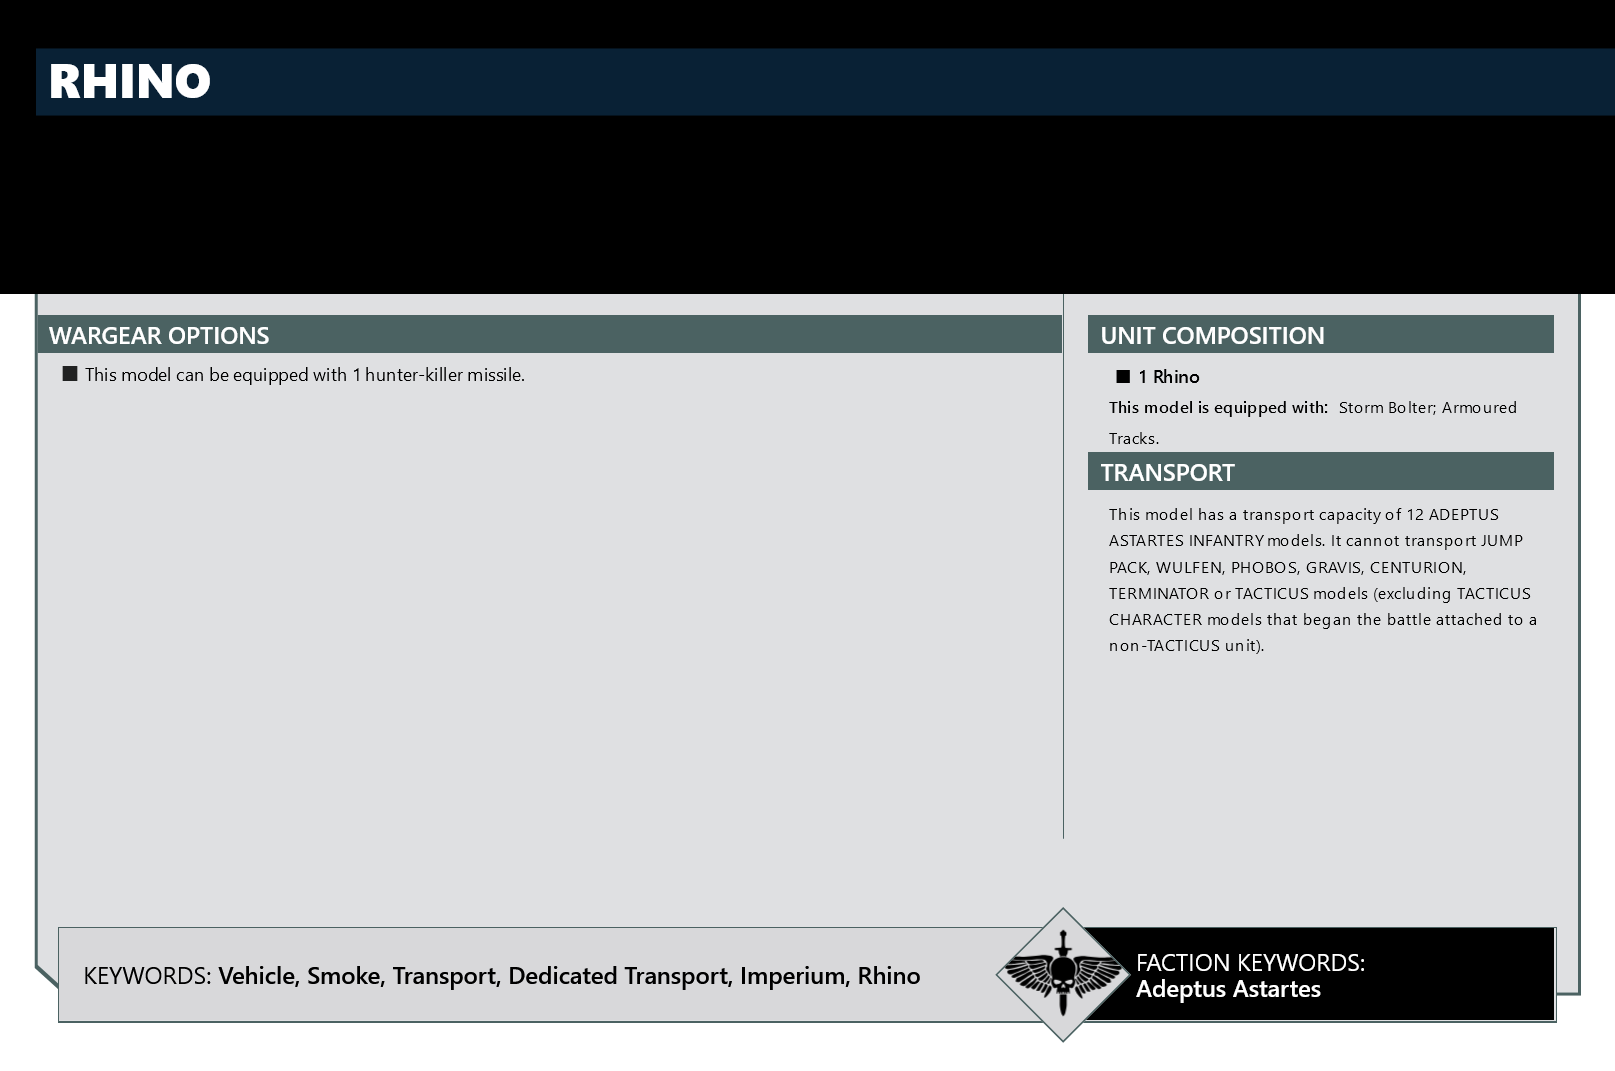 RHINO
WARGEAR OPTIONS
■ This model can be equipped with 1 hunter-killer missile.
UNIT COMPOSITION
■ 1 Rhino
This model is equipped with: Storm Bolter; Armoured
Tracks.
TRANSPORT
This model has a transport capacity of 12 ADEPTUS
ASTARTES INFANTRY models. It cannot transport JUMP
PACK, WULFEN, PHOBOS, GRAVIS, CENTURION,
TERMINATOR or TACTICUS models (excluding TACTICUS
CHARACTER models that began the battle attached to a
non-TACTICUS unit).
KEYWORDS: Vehicle, Smoke, Transport, Dedicated Transport, Imperium, Rhino
FACTION KEYWORDS:
Adeptus Astartes